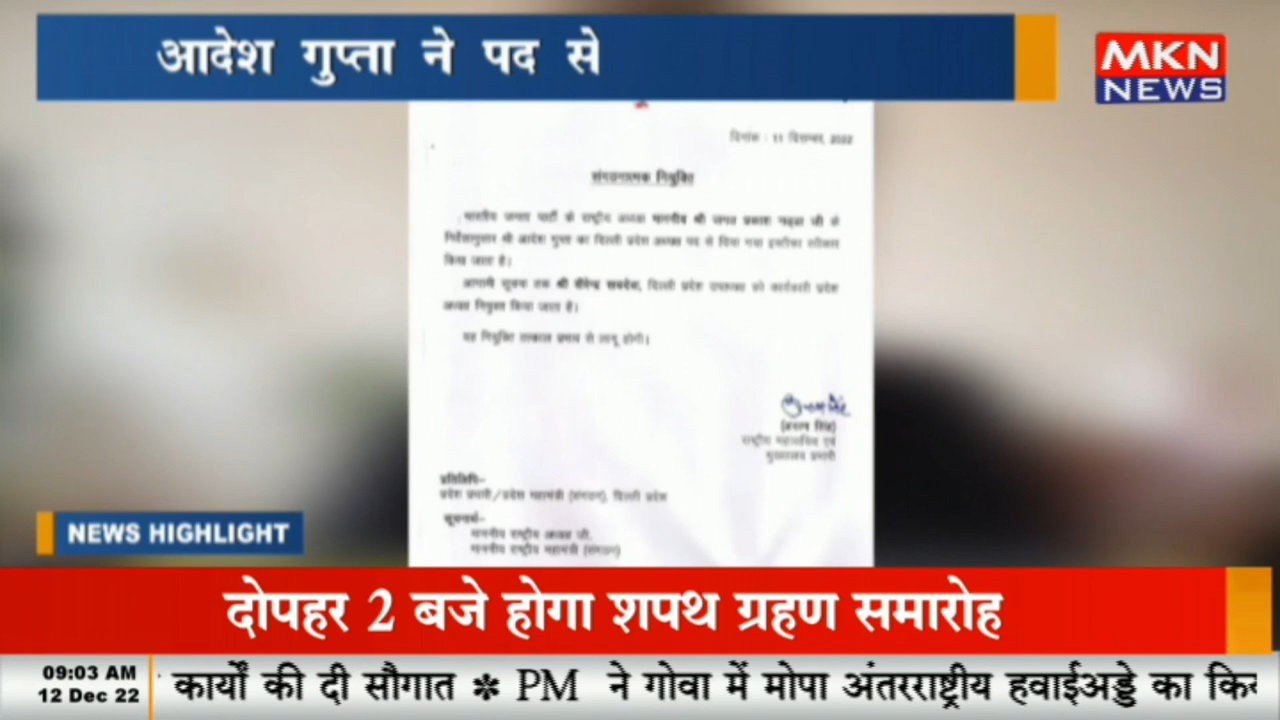 आदेश गुप्ता ने पद से
MKN
NEWS
दिनांक : 11 दिसम्बर, 2022
संगठनात्मक नियुक्ति
भारतीय जनता पार्टी के राष्ट्रीय अध्यक्ष माननीय श्री जगत प्रकाश नड्डा जी के
निर्देशानुसार श्री आदेश गुप्ता का दिल्ली प्रदेश अध्यक्ष पद से दिया गया इस्तीफा स्वीकार
किया जाता है।
आगामी सूचना तक श्री वीरेन्द्र सचदेवा, दिल्ली प्रदेश उपाध्यक्ष को कार्यकारी प्रदेश
अध्यक्ष नियुक्त किया जाता है।
यह नियुक्ति तत्काल प्रभाव से लागू होगी।
(अरुण सिंह)
राष्ट्रीय महासचिव एवं
मुख्यालय प्रभारी
प्रतिलिपि-
प्रदेश प्रभारी/प्रदेश महामंत्री (संगठन), दिल्ली प्रदेश
सूचनार्थ-
माननीय राष्ट्रीय अध्यक्ष जी,
माननीय राष्ट्रीय महामंत्री (संगठन)
NEWS HIGHLIGHT
दोपहर 2 बजे होगा शपथ ग्रहण समारोह
09:03 AM
12 Dec 22
कार्यों की दी सौगात ✻ PM ने गोवा में मोपा अंतरराष्ट्रीय हवाईअड्डे का